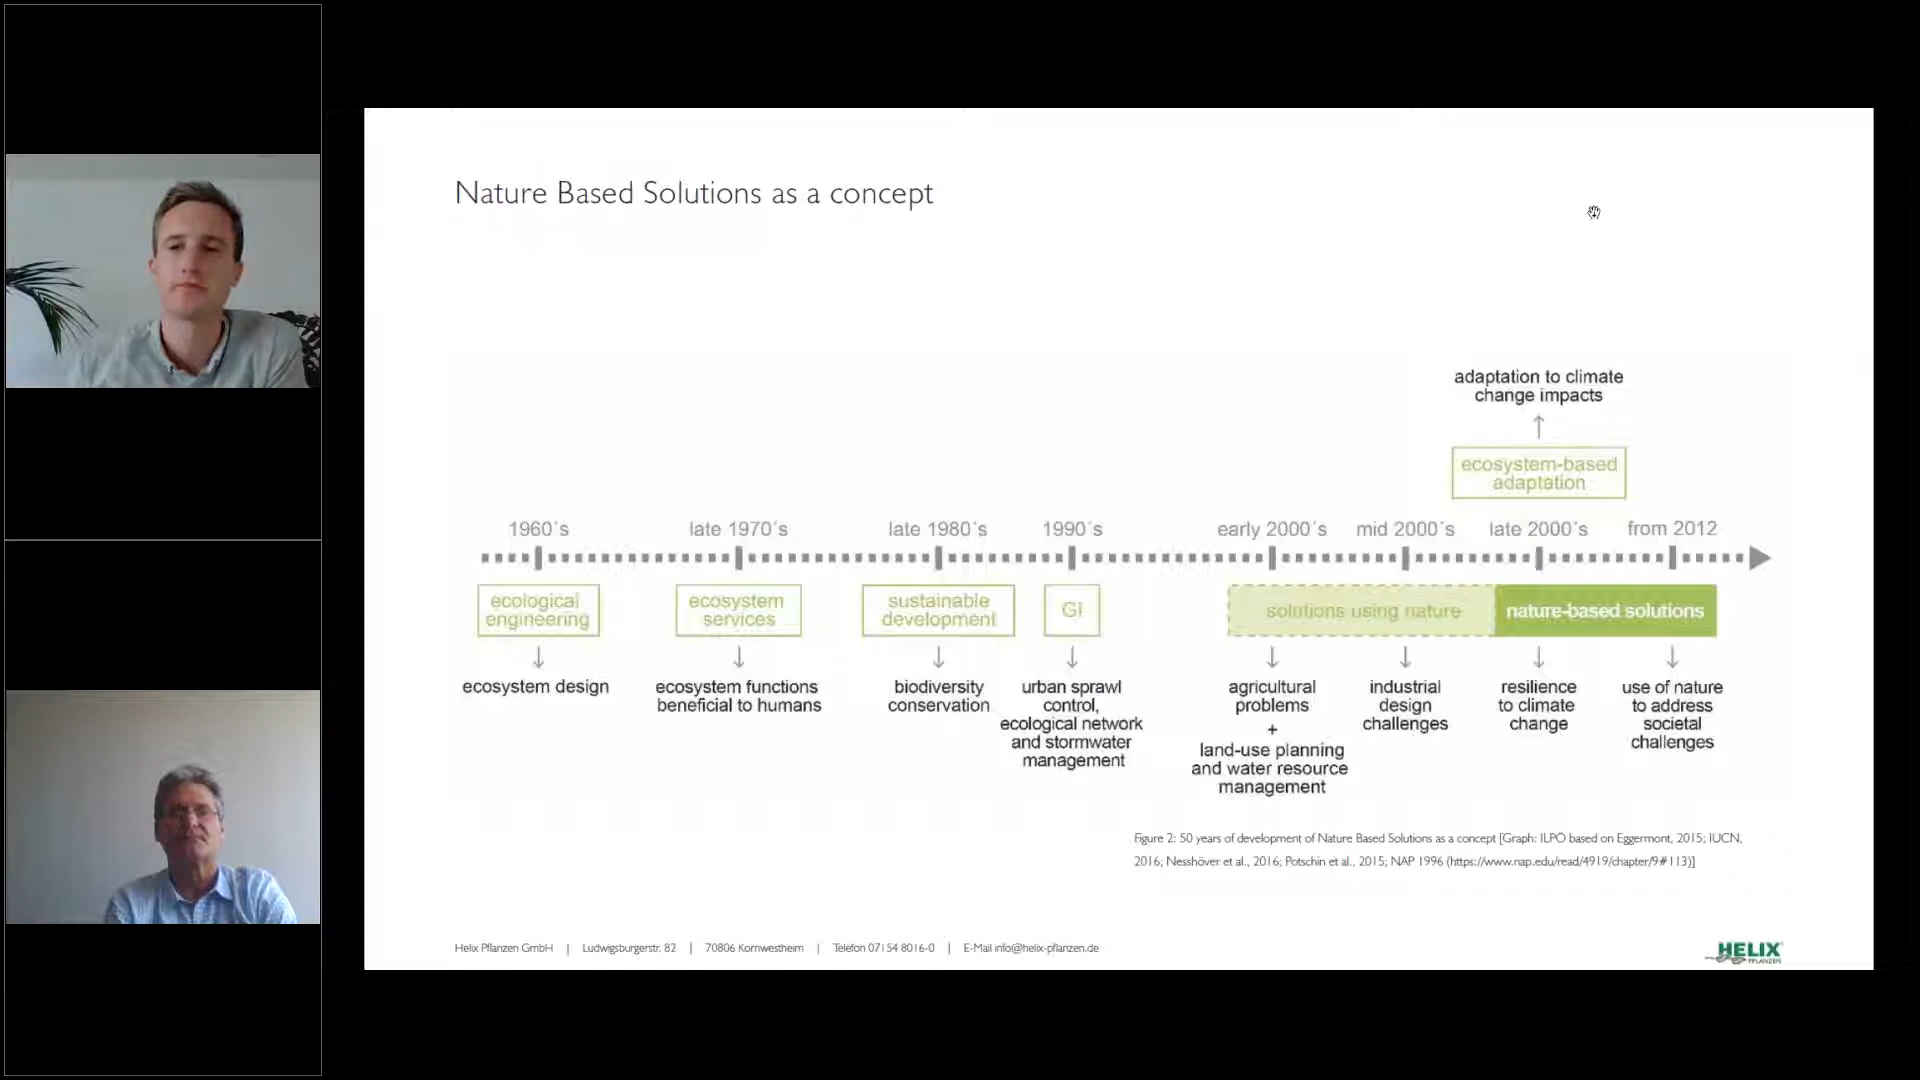 Nature Based Solutions as a concept
adaptation to climate
change impacts
ecosystem-based
adaptation
1960´s late 1970´s late 1980´s 1990´s early 2000´s mid 2000´s late 2000´s from 2012
ecological
engineering
ecosystem
services
sustainable
development
GI
solutions using nature
nature-based solutions
ecosystem design
ecosystem functions
beneficial to humans
biodiversity
conservation
urban sprawl
control,
ecological network
and stormwater
management
agricultural
problems
+
land-use planning
and water resource
management
industrial
design
challenges
resilience
to climate
change
use of nature
to address
societal
challenges
Figure 2: 50 years of development of Nature Based Solutions as a concept [Graph: ILPÖ based on Eggermont, 2015; IUCN,
2016; Nesshöver et al., 2016; Potschin et al., 2015; NAP 1996 (https://www.nap.edu/read/4919/chapter/9#113)]
Helix Pflanzen GmbH | Ludwigsburgerstr. 82 | 70806 Kornwestheim | Telefon 07154 8016-0 | E-Mail info@helix-pflanzen.de
HELIX
PFLANZEN